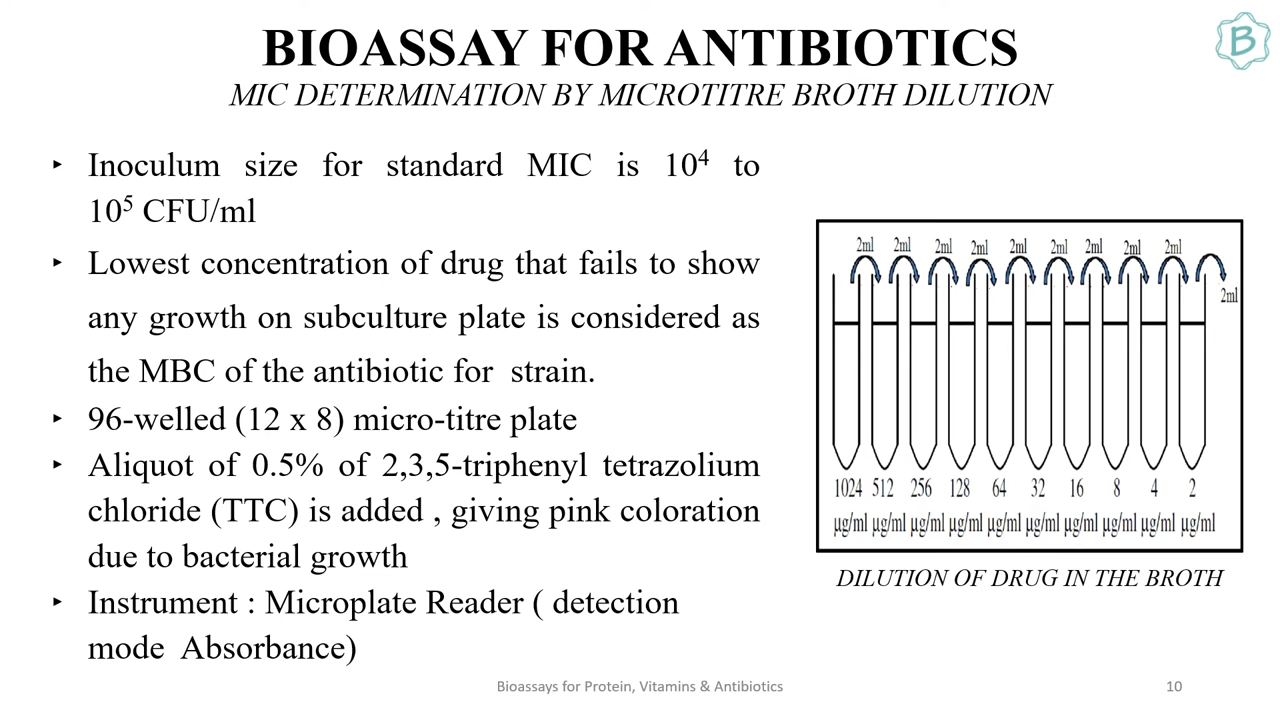 BIOASSAY FOR ANTIBIOTICS
MIC DETERMINATION BY MICROTITRE BROTH DILUTION
B
‣ Inoculum size for standard MIC is 10⁴ to
10⁵ CFU/ml
‣ Lowest concentration of drug that fails to show
any growth on subculture plate is considered as
the MBC of the antibiotic for strain.
‣ 96-welled (12 x 8) micro-titre plate
‣ Aliquot of 0.5% of 2,3,5-triphenyl tetrazolium
chloride (TTC) is added , giving pink coloration
due to bacterial growth
‣ Instrument : Microplate Reader ( detection
mode Absorbance)
2ml 2ml 2ml 2ml 2ml 2ml 2ml 2ml 2ml
2ml
1024 512 256 128 64 32 16 8 4 2
µg/ml µg/ml µg/ml µg/ml µg/ml µg/ml µg/ml µg/ml µg/ml µg/ml
DILUTION OF DRUG IN THE BROTH
Bioassays for Protein, Vitamins & Antibiotics
10